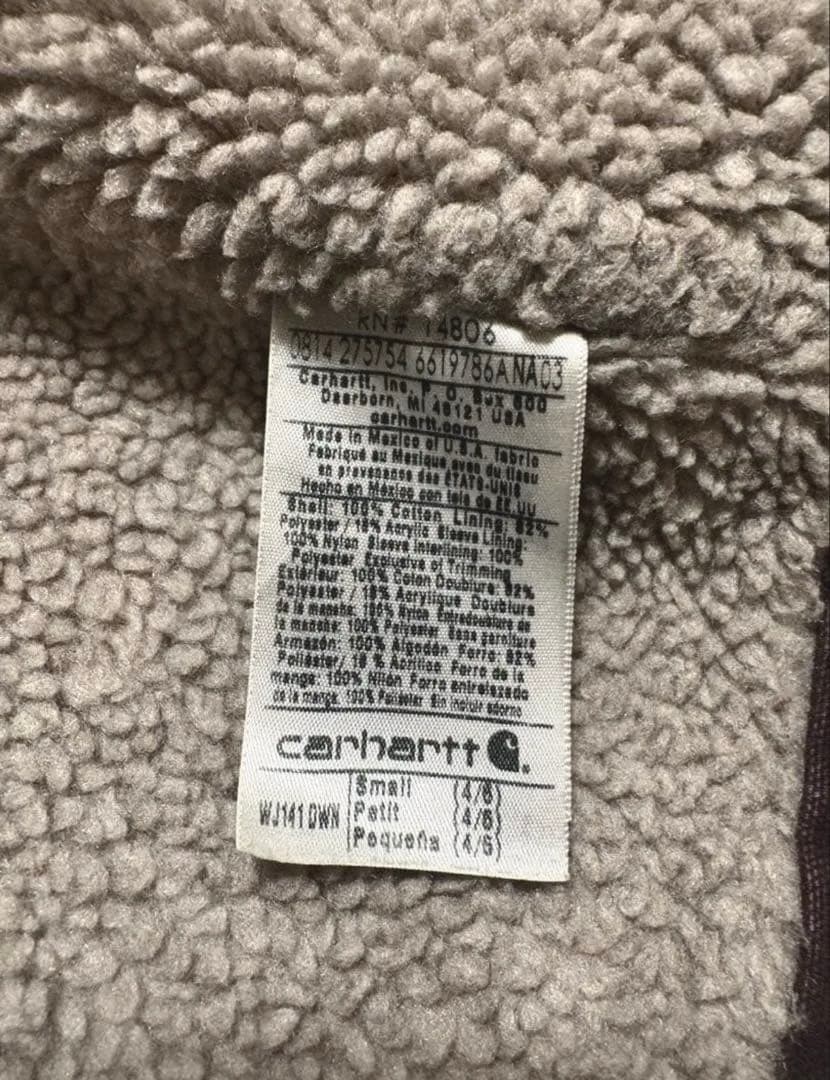 RN# 14806
0814 275754 6619786A NA03
Carhartt, Inc. P.O. Box 600
Dearborn, MI 48121 USA
carhartt.com
Made in Mexico of U.S.A. fabric
Fabriqué au Mexique avec du tissu
en provenance des ÉTATS-UNIS
Hecho en México con tela de EE.UU
Shell: 100% Cotton Lining: 82%
Polyester / 18% Acrylic Sleeve Lining:
100% Nylon Sleeve Interlining: 100%
Polyester Exclusive of Trimming
Extérieur: 100% Coton Doublure 82%
Polyester / 18% Acrylique Doublure
de la manche: 100% Nylon Entredoublure de
la manche: 100% Polyester Sans garniture
Armazón: 100% Algodón Forro: 82%
Poliéster/ 18 % Acrílico Forro de la
manga: 100% Nilón Forro entrelazado
de la manga: 100% Poliéster Sin incluir adorno
carhartt
WJ141 DWN
Small (4/6)
Petit (4/6)
Pequeña (4/6)